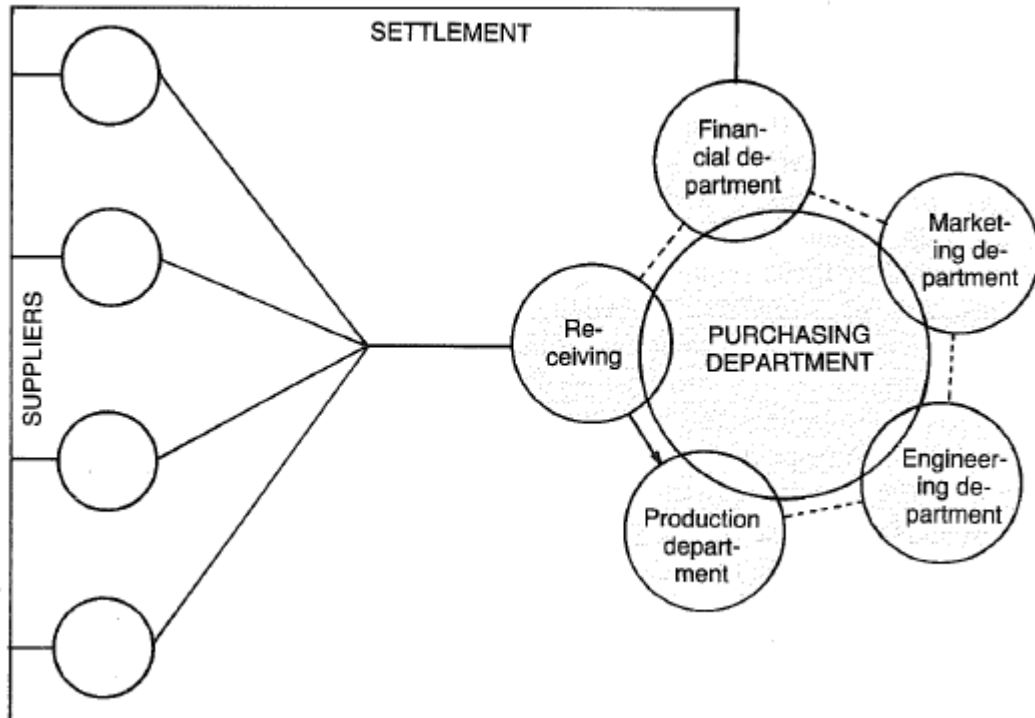 SETTLEMENT
Finan-
cial de-
partment
Market-
ing de-
partment
SUPPLIERS
Re-
ceiving
PURCHASING
DEPARTMENT
Engineer-
ing de-
partment
Production
depart-
ment